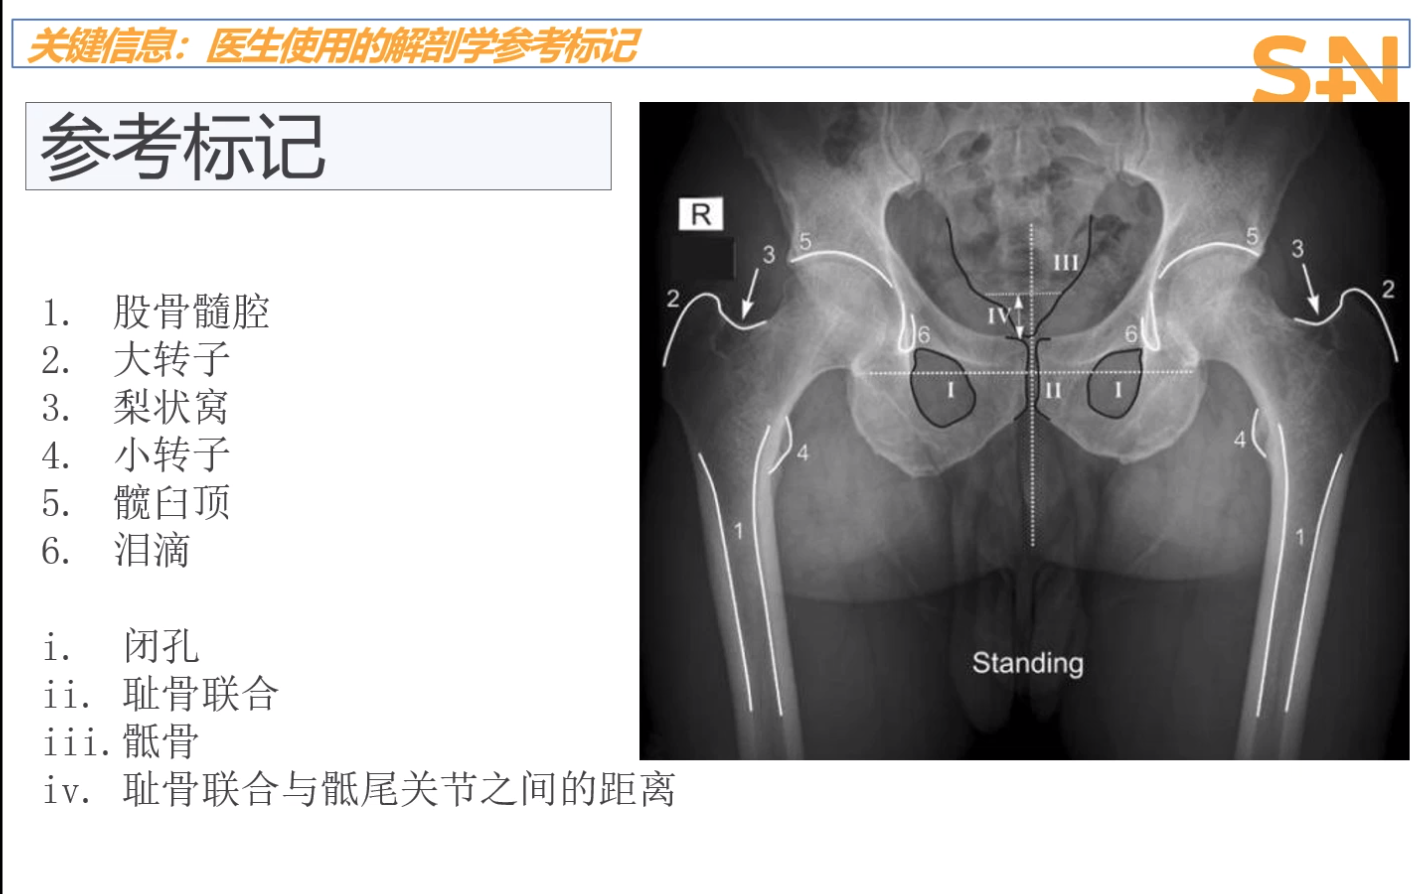 关键信息：医生使用的解剖学参考标记
S+N
参考标记
1. 股骨髓腔
2. 大转子
3. 梨状窝
4. 小转子
5. 髋臼顶
6. 泪滴
i. 闭孔
ii. 耻骨联合
iii. 骶骨
iv. 耻骨联合与骶尾关节之间的距离
R
5 5
3 3
III
2 2
IV
6 6
I II I
4 4
1 1
Standing